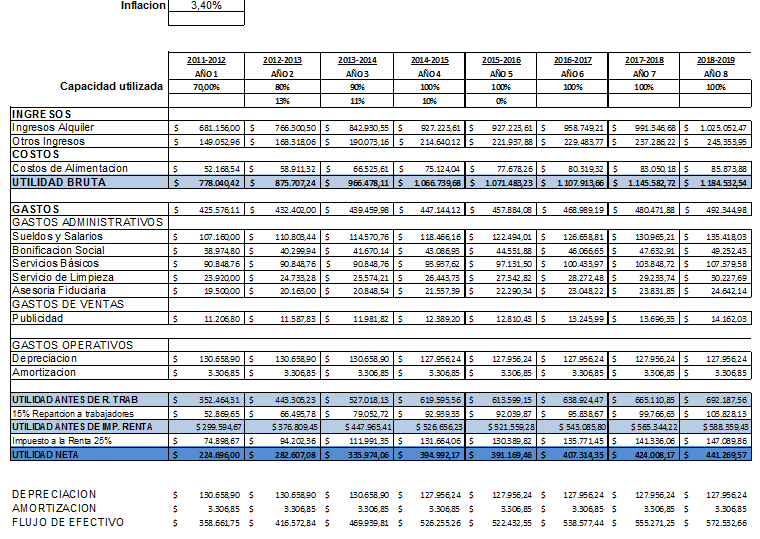 Inflacion 3,40%
2011-2012 2012-2013 2013-2014 2014-2015 2015-2016 2016-2017 2017-2018 2018-2019
AÑO 1 AÑO 2 AÑO 3 AÑO 4 AÑO 5 AÑO 6 AÑO 7 AÑO 8
Capacidad utilizada 70,00% 80% 90% 100% 100% 100% 100% 100%
13% 11% 10% 0%
INGRESOS
Ingresos Alquiler $ 681.156,00 $ 766.300,50 $ 842.930,55 $ 927.223,61 $ 927.223,61 $ 958.749,21 $ 991.346,68 $ 1.025.052,47
Otros Ingresos $ 149.052,96 $ 168.318,06 $ 190.073,16 $ 214.640,12 $ 221.937,88 $ 229.483,77 $ 237.286,22 $ 245.353,95
COSTOS
Costos de Alimentacion $ 52.168,54 $ 58.911,32 $ 66.525,61 $ 75.124,04 $ 77.678,26 $ 80.319,32 $ 83.050,18 $ 85.873,88
UTILIDAD BRUTA $ 778.040,42 $ 875.707,24 $ 966.478,11 $ 1.066.739,68 $ 1.071.483,23 $ 1.107.913,66 $ 1.145.582,72 $ 1.184.532,54
GASTOS $ 425.576,11 $ 432.402,00 $ 439.459,98 $ 447.144,12 $ 457.884,08 $ 468.989,19 $ 480.471,88 $ 492.344,98
GASTOS ADMINISTRATIVOS
Sueldos y Salarios $ 107.160,00 $ 110.803,44 $ 114.570,76 $ 118.466,16 $ 122.494,01 $ 126.658,81 $ 130.965,21 $ 135.418,03
Bonificacion Social $ 38.974,80 $ 40.299,94 $ 41.670,14 $ 43.086,93 $ 44.551,88 $ 46.066,65 $ 47.632,91 $ 49.252,43
Servicios Básicos $ 90.848,76 $ 90.848,76 $ 90.848,76 $ 93.937,62 $ 97.131,50 $ 100.433,97 $ 103.848,72 $ 107.379,58
Servicio de Limpieza $ 23.920,00 $ 24.733,28 $ 25.574,21 $ 26.443,73 $ 27.342,82 $ 28.272,48 $ 29.233,74 $ 30.227,69
Asesoria Fiduciaria $ 19.500,00 $ 20.163,00 $ 20.848,54 $ 21.557,39 $ 22.290,34 $ 23.048,22 $ 23.831,85 $ 24.642,14
GASTOS DE VENTAS
Publicidad $ 11.206,80 $ 11.587,83 $ 11.981,82 $ 12.389,20 $ 12.810,43 $ 13.245,99 $ 13.696,35 $ 14.162,03
GASTOS OPERATIVOS
Depreciacion $ 130.658,90 $ 130.658,90 $ 130.658,90 $ 127.956,24 $ 127.956,24 $ 127.956,24 $ 127.956,24 $ 127.956,24
Amortizacion $ 3.306,85 $ 3.306,85 $ 3.306,85 $ 3.306,85 $ 3.306,85 $ 3.306,85 $ 3.306,85 $ 3.306,85
UTILIDAD ANTES DE R. TRAB $ 352.464,31 $ 443.305,23 $ 527.018,13 $ 619.595,56 $ 613.599,15 $ 638.924,47 $ 665.110,85 $ 692.187,56
15% Reparticion a trabajadores $ 52.869,65 $ 66.495,78 $ 79.052,72 $ 92.939,33 $ 92.039,87 $ 95.838,67 $ 99.766,63 $ 103.828,13
UTILIDAD ANTES DE IMP. RENTA $ 299.594,67 $ 376.809,45 $ 447.965,41 $ 526.656,23 $ 521.559,28 $ 543.085,80 $ 565.344,22 $ 588.359,43
Impuesto a la Renta 25% $ 74.898,67 $ 94.202,36 $ 111.991,35 $ 131.664,06 $ 130.389,82 $ 135.771,45 $ 141.336,06 $ 147.089,86
UTILIDAD NETA $ 224.696,00 $ 282.607,08 $ 335.974,06 $ 394.992,17 $ 391.169,46 $ 407.314,35 $ 424.008,17 $ 441.269,57
DEPRECIACION $ 130.658,90 $ 130.658,90 $ 130.658,90 $ 127.956,24 $ 127.956,24 $ 127.956,24 $ 127.956,24 $ 127.956,24
AMORTIZACION $ 3.306,85 $ 3.306,85 $ 3.306,85 $ 3.306,85 $ 3.306,85 $ 3.306,85 $ 3.306,85 $ 3.306,85
FLUJO DE EFECTIVO $ 358.661,75 $ 416.572,84 $ 469.939,81 $ 526.255,26 $ 522.432,55 $ 538.577,44 $ 555.271,25 $ 572.532,66